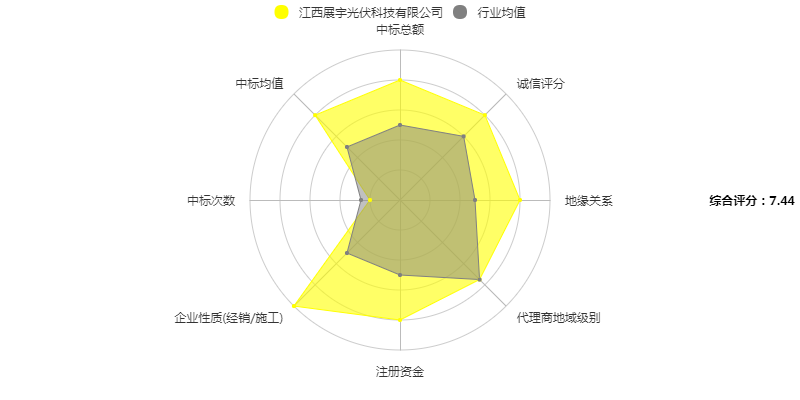 江西展宇光伏科技有限公司 行业均值
中标总额
中标均值
诚信评分
中标次数
地缘关系
综合评分：7.44
企业性质(经销/施工)
代理商地域级别
注册资金